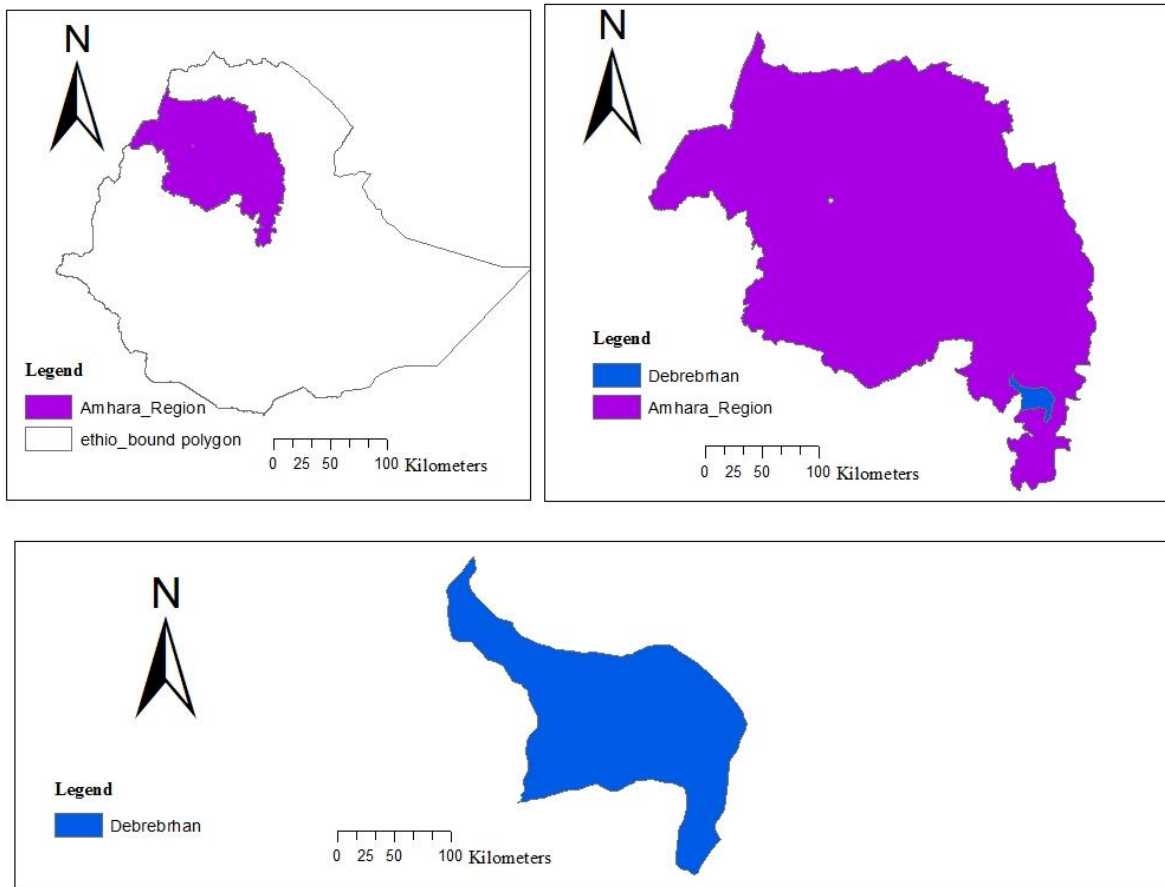 N
Legend
Amhara_Region
ethio_bound polygon
0 25 50 100 Kilometers
N
Legend
Debrebrhan
Amhara_Region
0 25 50 100 Kilometers
N
Legend
Debrebrhan
0 25 50 100 Kilometers